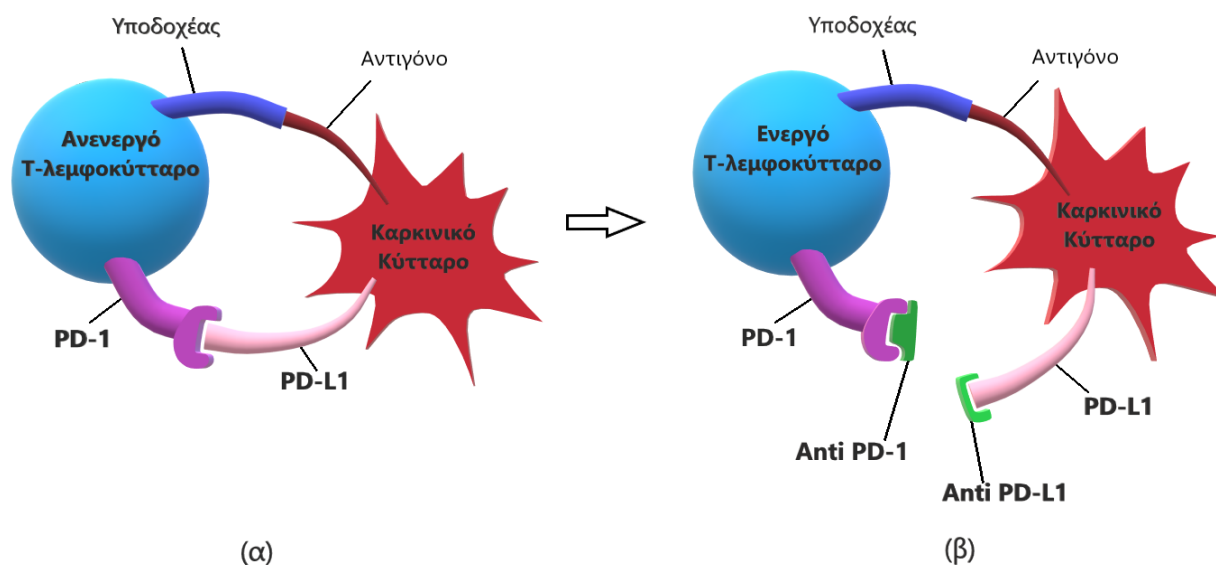 Υποδοχέας
Αντιγόνο
Ανενεργό
Τ-λεμφοκύτταρο
Καρκινικό
Κύτταρο
PD-1
PD-L1
(α)
Υποδοχέας
Αντιγόνο
Ενεργό
Τ-λεμφοκύτταρο
Καρκινικό
Κύτταρο
PD-1
PD-L1
Anti PD-1
Anti PD-L1
(β)